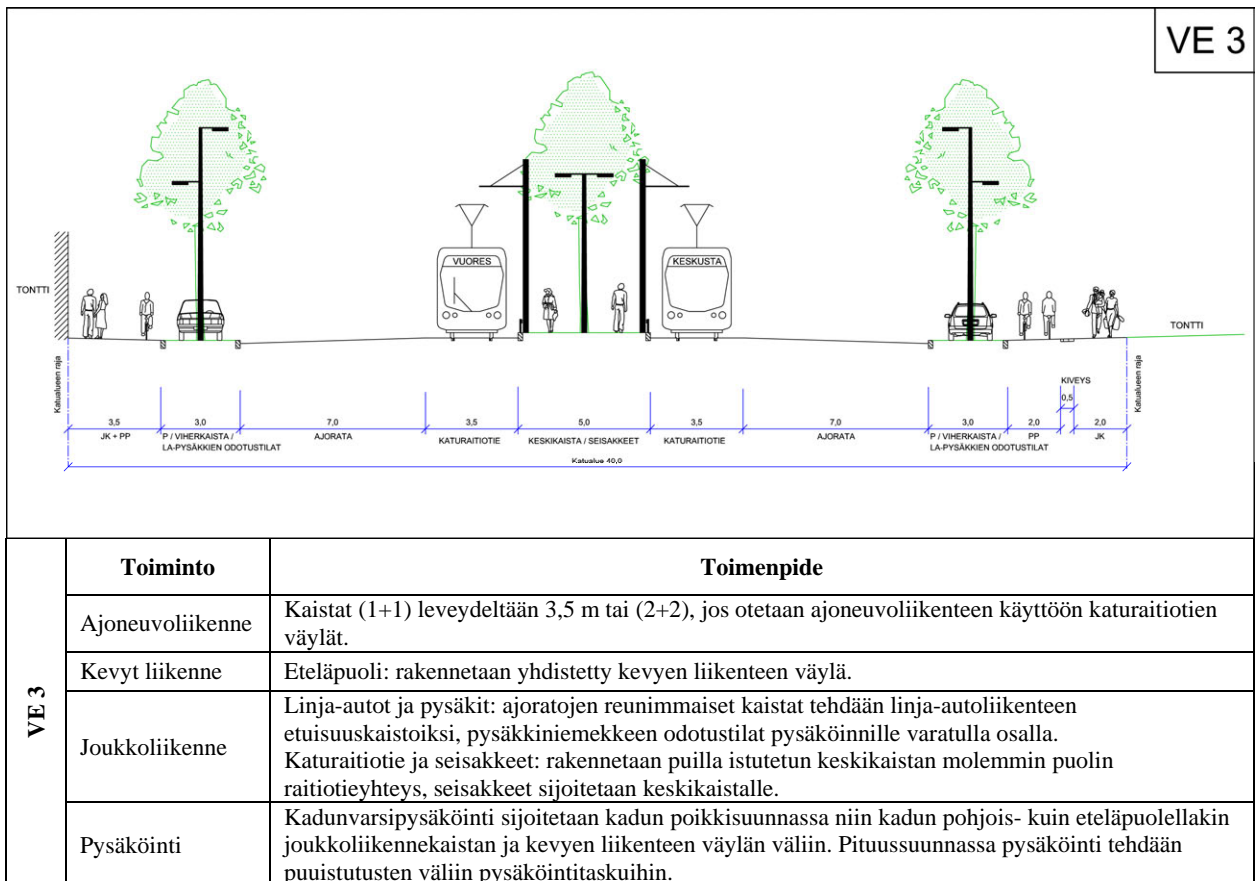 VE 3
VUORES
KESKUSTA
TONTTI
TONTTI
Katualueen raja
Katualueen raja
KIVEYS
0,5
3,5
3,0
7,0
3,5
5,0
3,5
7,0
3,0
2,0
2,0
JK + PP
P / VIHERKAISTA /
LA-PYSÄKKIEN ODOTUSTILAT
AJORATA
KATURAITIOTIE
KESKIKAISTA / SEISAKKEET
KATURAITIOTIE
AJORATA
P / VIHERKAISTA /
LA-PYSÄKKIEN ODOTUSTILAT
PP
JK
Katualue 40,0
VE 3
Toiminto
Toimenpide
Ajoneuvoliikenne
Kaistat (1+1) leveydeltään 3,5 m tai (2+2), jos otetaan ajoneuvoliikenteen käyttöön katuraitiotien
väylät.
Kevyt liikenne
Eteläpuoli: rakennetaan yhdistetty kevyen liikenteen väylä.
Joukkoliikenne
Linja-autot ja pysäkit: ajoratojen reunimmaiset kaistat tehdään linja-autoliikenteen
etuisuuskaistoiksi, pysäkkiniemekkeen odotustilat pysäköinnille varatulla osalla.
Katuraitiotie ja seisakkeet: rakennetaan puilla istutetun keskikaistan molemmin puolin
raitiotieyhteys, seisakkeet sijoitetaan keskikaistalle.
Pysäköinti
Kadunvarsipysäköinti sijoitetaan kadun poikkisuunnassa niin kadun pohjois- kuin eteläpuolellakin
joukkoliikennekaistan ja kevyen liikenteen väylän väliin. Pituussuunnassa pysäköinti tehdään
puuistutusten väliin pysäköintitaskuihin.